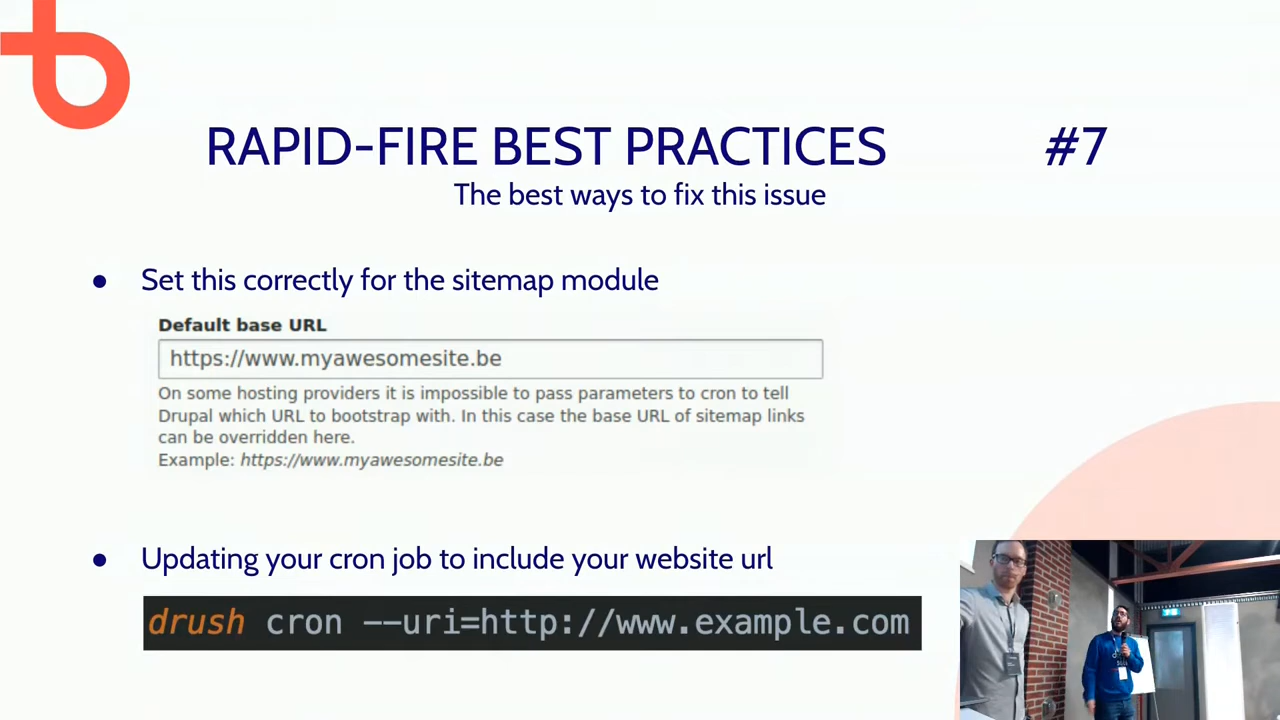 RAPID-FIRE BEST PRACTICES #7
The best ways to fix this issue
● Set this correctly for the sitemap module
Default base URL
https://www.myawesomesite.be
On some hosting providers it is impossible to pass parameters to cron to tell
Drupal which URL to bootstrap with. In this case the base URL of sitemap links
can be overridden here.
Example: https://www.myawesomesite.be
● Updating your cron job to include your website url
drush cron --uri=http://www.example.com